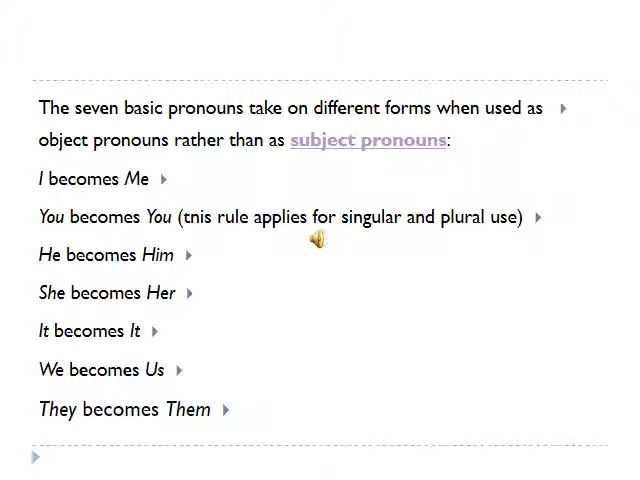 The seven basic pronouns take on different forms when used as
object pronouns rather than as subject pronouns:
I becomes Me
You becomes You (tnis rule applies for singular and plural use)
He becomes Him
She becomes Her
It becomes It
We becomes Us
They becomes Them